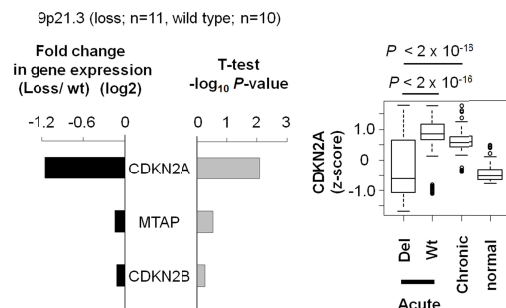 9p21.3 (loss; n=11, wild type; n=10)
Fold change
in gene expression
(Loss/ wt) (log2)
T-test
-log10 P-value
-1.2 -0.6 0
0 1 2 3
CDKN2A
MTAP
CDKN2B
P < 2 x 10-16
P < 2 x 10-16
CDKN2A
(z-score)
1.0
0
-1.0
Del
Wt
Chronic
normal
Acute